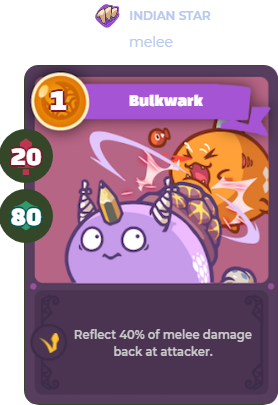 INDIAN STAR
melee
1
Bulkwark
20
80
Reflect 40% of melee damage
back at attacker.